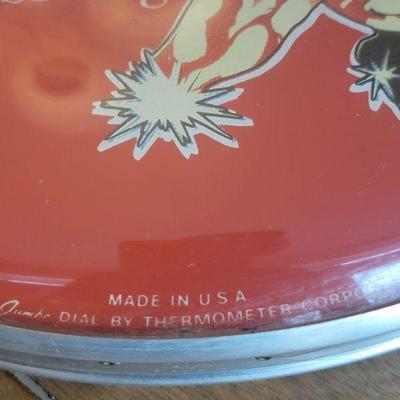 MADE IN U S A
Jumbo DIAL BY THERMOMETER CORPO